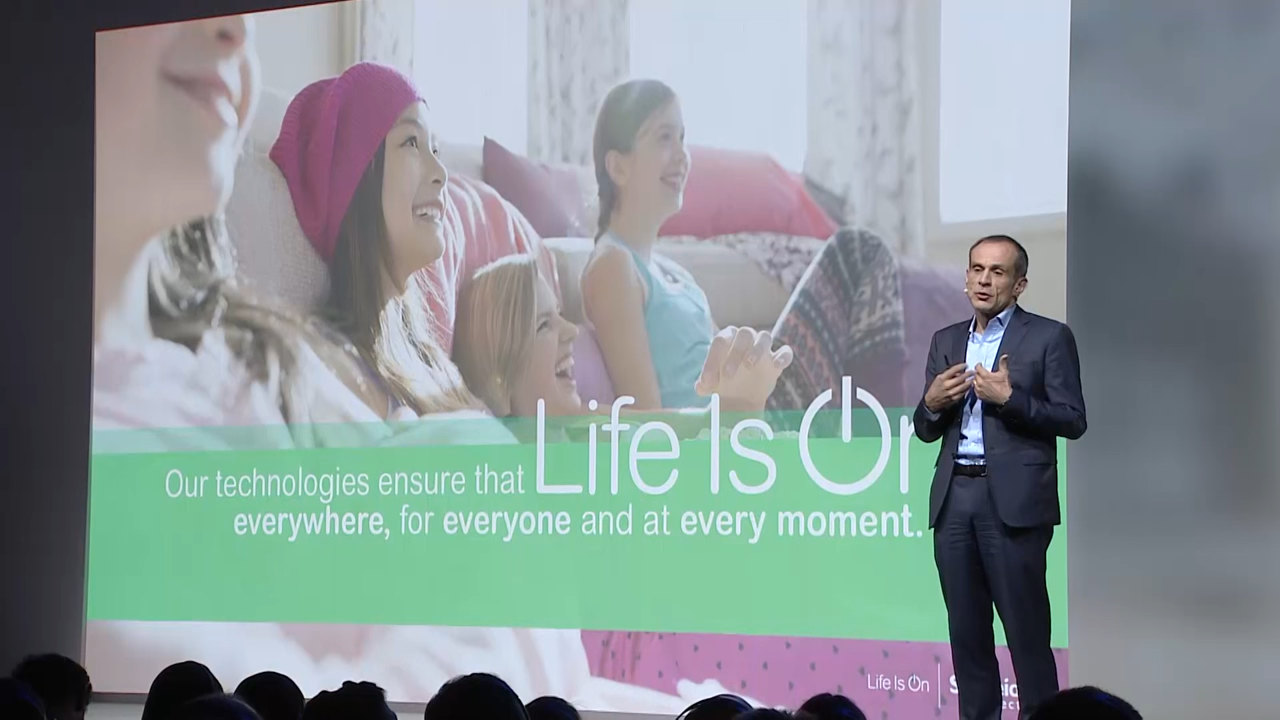 Our technologies ensure that Life Is On
everywhere, for everyone and at every moment.
Life Is On